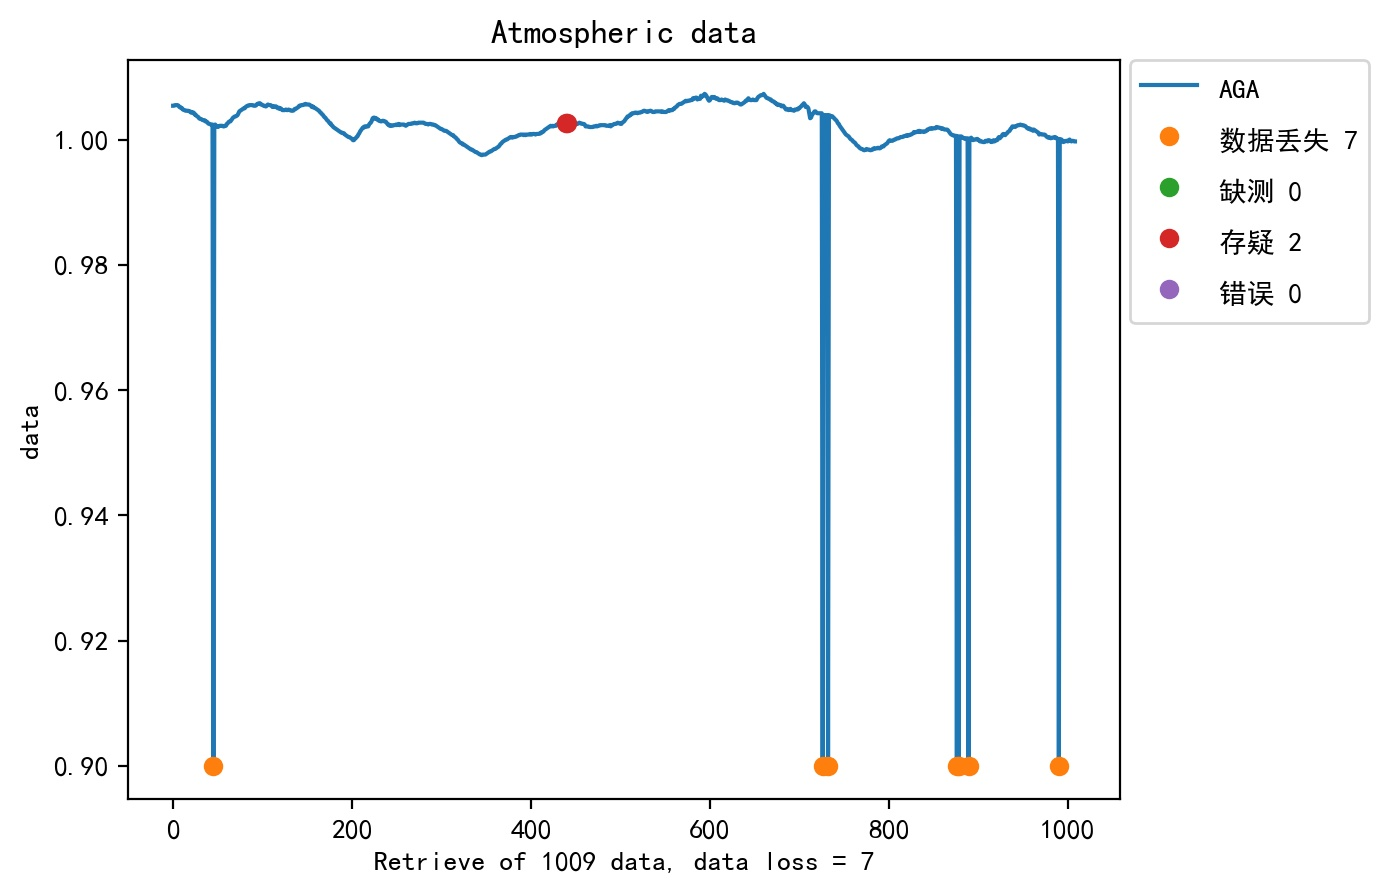 Atmospheric data
AGA
数据丢失 7
缺测 0
存疑 2
错误 0
data
1.00
0.98
0.96
0.94
0.92
0.90
0
200
400
600
800
1000
Retrieve of 1009 data, data loss = 7